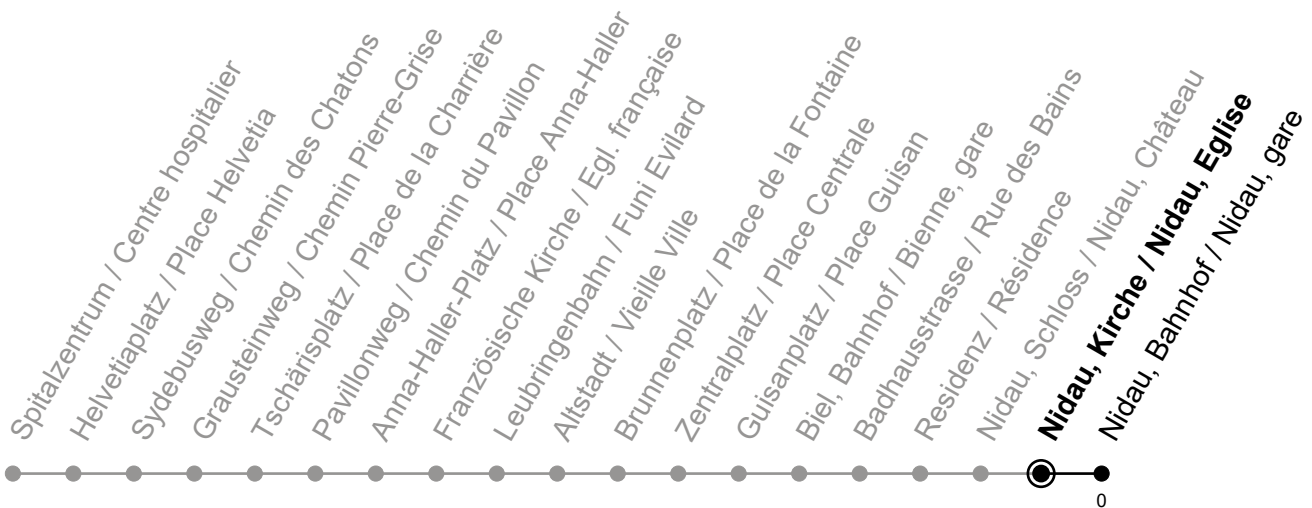 Spitalzentrum / Centre hospitalier
Helvetiaplatz / Place Helvetia
Sydebusweg / Chemin des Chatons
Grausteinweg / Chemin Pierre-Grise
Tschärisplatz / Place de la Charrière
Pavillonweg / Chemin du Pavillon
Anna-Haller-Platz / Place Anna-Haller
Französische Kirche / Egl. française
Leubringenbahn / Funi Evilard
Altstadt / Vieille Ville
Brunnenplatz / Place de la Fontaine
Zentralplatz / Place Centrale
Guisanplatz / Place Guisan
Biel, Bahnhof / Bienne, gare
Badhausstrasse / Rue des Bains
Residenz / Résidence
Nidau, Schloss / Nidau, Château
Nidau, Kirche / Nidau, Eglise
Nidau, Bahnhof / Nidau, gare
0